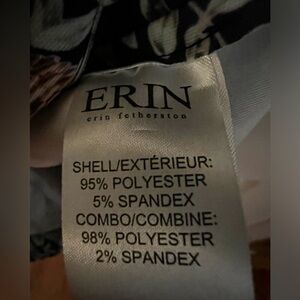 ERIN
erin fetherston
SHELL/EXTÉRIEUR:
95% POLYESTER
5% SPANDEX
COMBO/COMBINE:
98% POLYESTER
2% SPANDEX